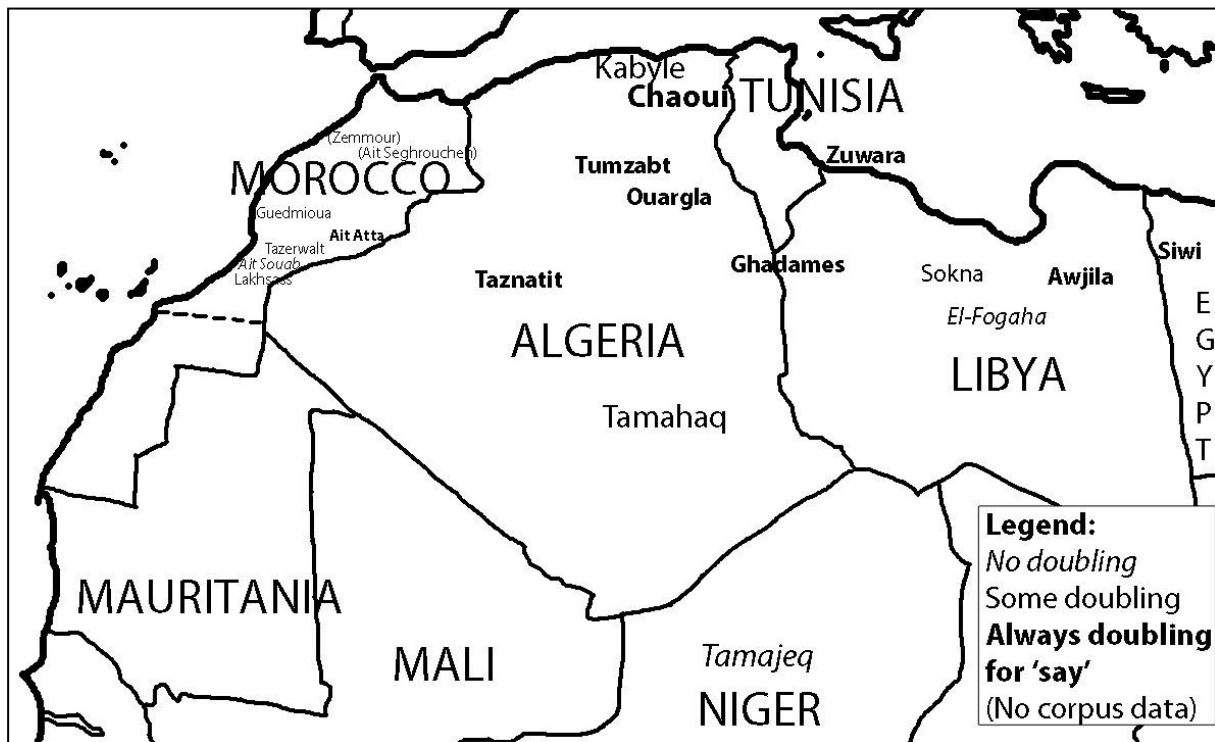 Kabyle
Chaoui
TUNISIA
(Zemmour)
(Ait Seghrouchen)
MOROCCO
Tumzabt
Zuwara
Ouargla
Guedmioua
Ait Atta
Tazerwalt
Ait Souab
Lakhsass
Taznatit
Ghadames
Sokna
Awjila
Siwi
El-Fogaha
ALGERIA
LIBYA
EGYPT
Tamahaq
MAURITANIA
MALI
Tamajeq
NIGER
Legend:
No doubling
Some doubling
Always doubling
for ‘say’
(No corpus data)